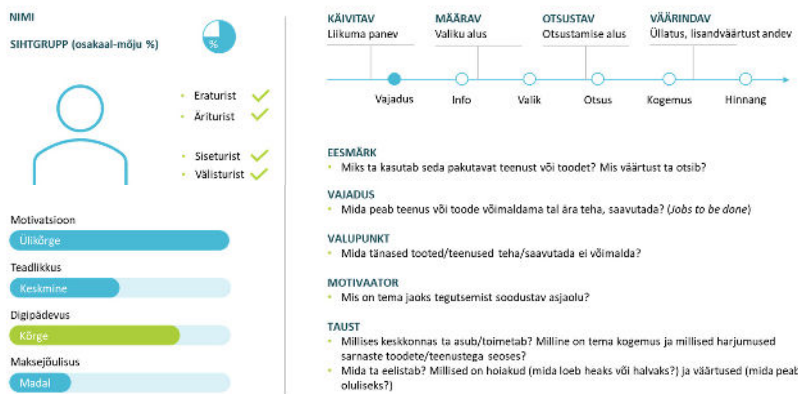 NIMI
%
SIHTGRUPP (osakaal-mõju %)
Eraturist
Äriturist
Siseturist
Välisturist
Motivatsioon
Ülikõrge
Teadlikkus
Keskmine
Digipädevus
Kõrge
Maksejõulisus
Madal
KÄIVITAV
Liikuma panev
MÄÄRAV
Valiku alus
OTSUSTAV
Otsustamise alus
VÄÄRINDAV
Üllatus, lisandväärtust andev
Vajadus
Info
Valik
Otsus
Kogemus
Hinnang
EESMÄRK
Miks ta kasutab seda pakutavat teenust või toodet? Mis väärtust ta otsib?
VAJADUS
Mida peab teenus või toode võimaldama tal ära teha, saavutada? (Jobs to be done)
VALUPUNKT
Mida tänased tooted/teenused teha/saavutada ei võimalda?
MOTIVAATOR
Mis on tema jaoks tegutsemist soodustav asjaolu?
TAUST
Millises keskkonnas ta asub/toimetab? Milline on tema kogemus ja millised harjumused
sarnaste toodete/teenustega seoses?
Mida ta eelistab? Millised on hoiakud (mida loeb heaks või halvaks?) ja väärtused (mida peab
oluliseks?)